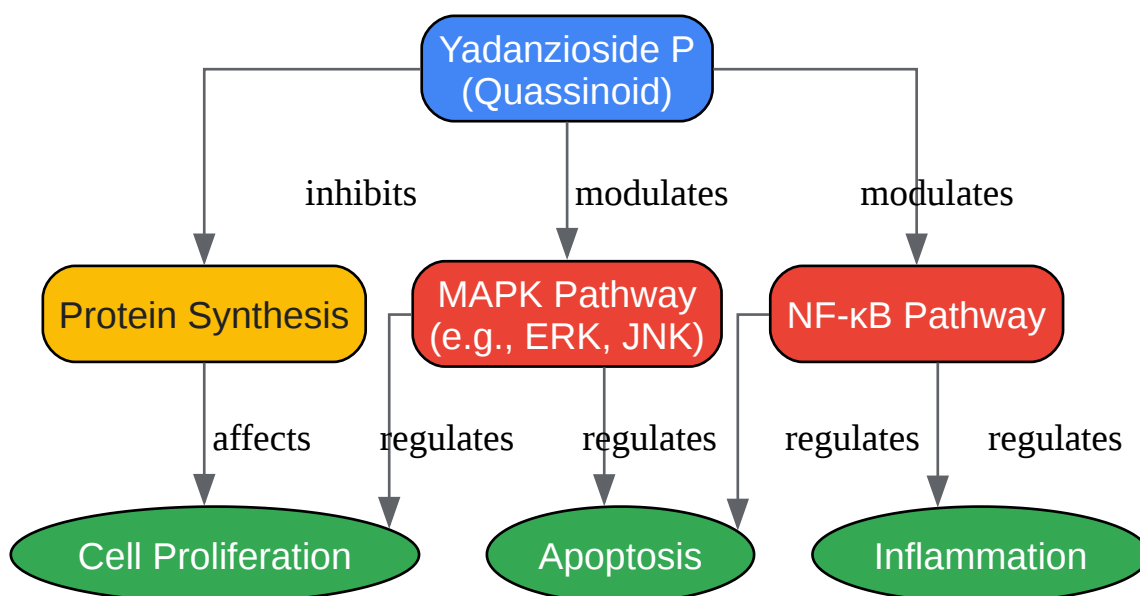 Yadanzioside P
(Quassinoid)
inhibits
modulates
modulates
Protein Synthesis
MAPK Pathway
(e.g., ERK, JNK)
NF-κB Pathway
affects
regulates
regulates
regulates
regulates
Cell Proliferation
Apoptosis
Inflammation